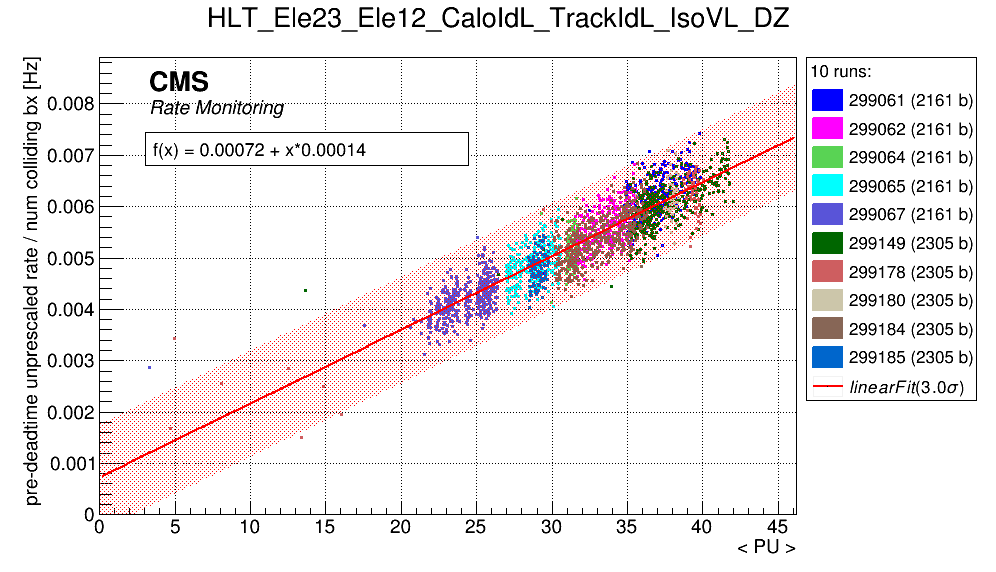 HLT_Ele23_Ele12_CaloIdL_TrackIdL_IsoVL_DZ
pre-deadtime unprescaled rate / num colliding bx [Hz]
CMS
Rate Monitoring
f(x) = 0.00072 + x*0.00014
0.008
0.007
0.006
0.005
0.004
0.003
0.002
0.001
0
0 5 10 15 20 25 30 35 40 45
< PU >
10 runs:
299061 (2161 b)
299062 (2161 b)
299064 (2161 b)
299065 (2161 b)
299067 (2161 b)
299149 (2305 b)
299178 (2305 b)
299180 (2305 b)
299184 (2305 b)
299185 (2305 b)
linearFit(3.0σ)